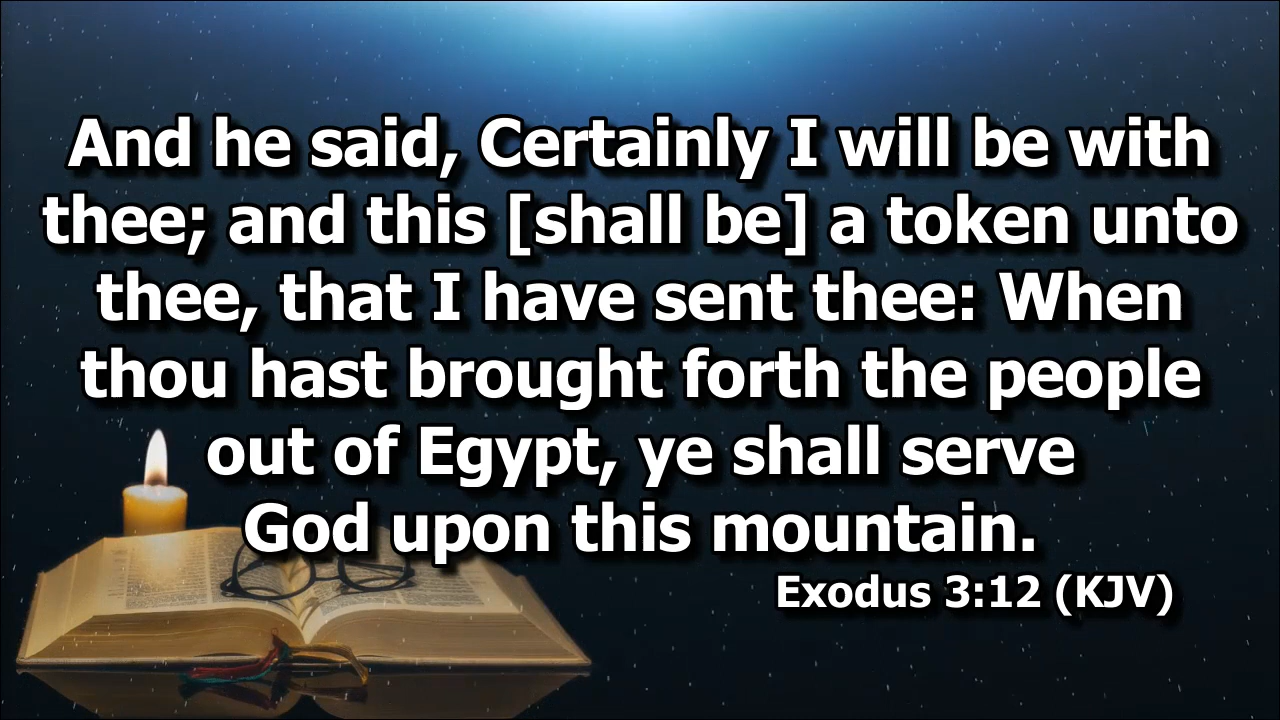 And he said, Certainly I will be with
thee; and this [shall be] a token unto
thee, that I have sent thee: When
thou hast brought forth the people
out of Egypt, ye shall serve
God upon this mountain.
Exodus 3:12 (KJV)